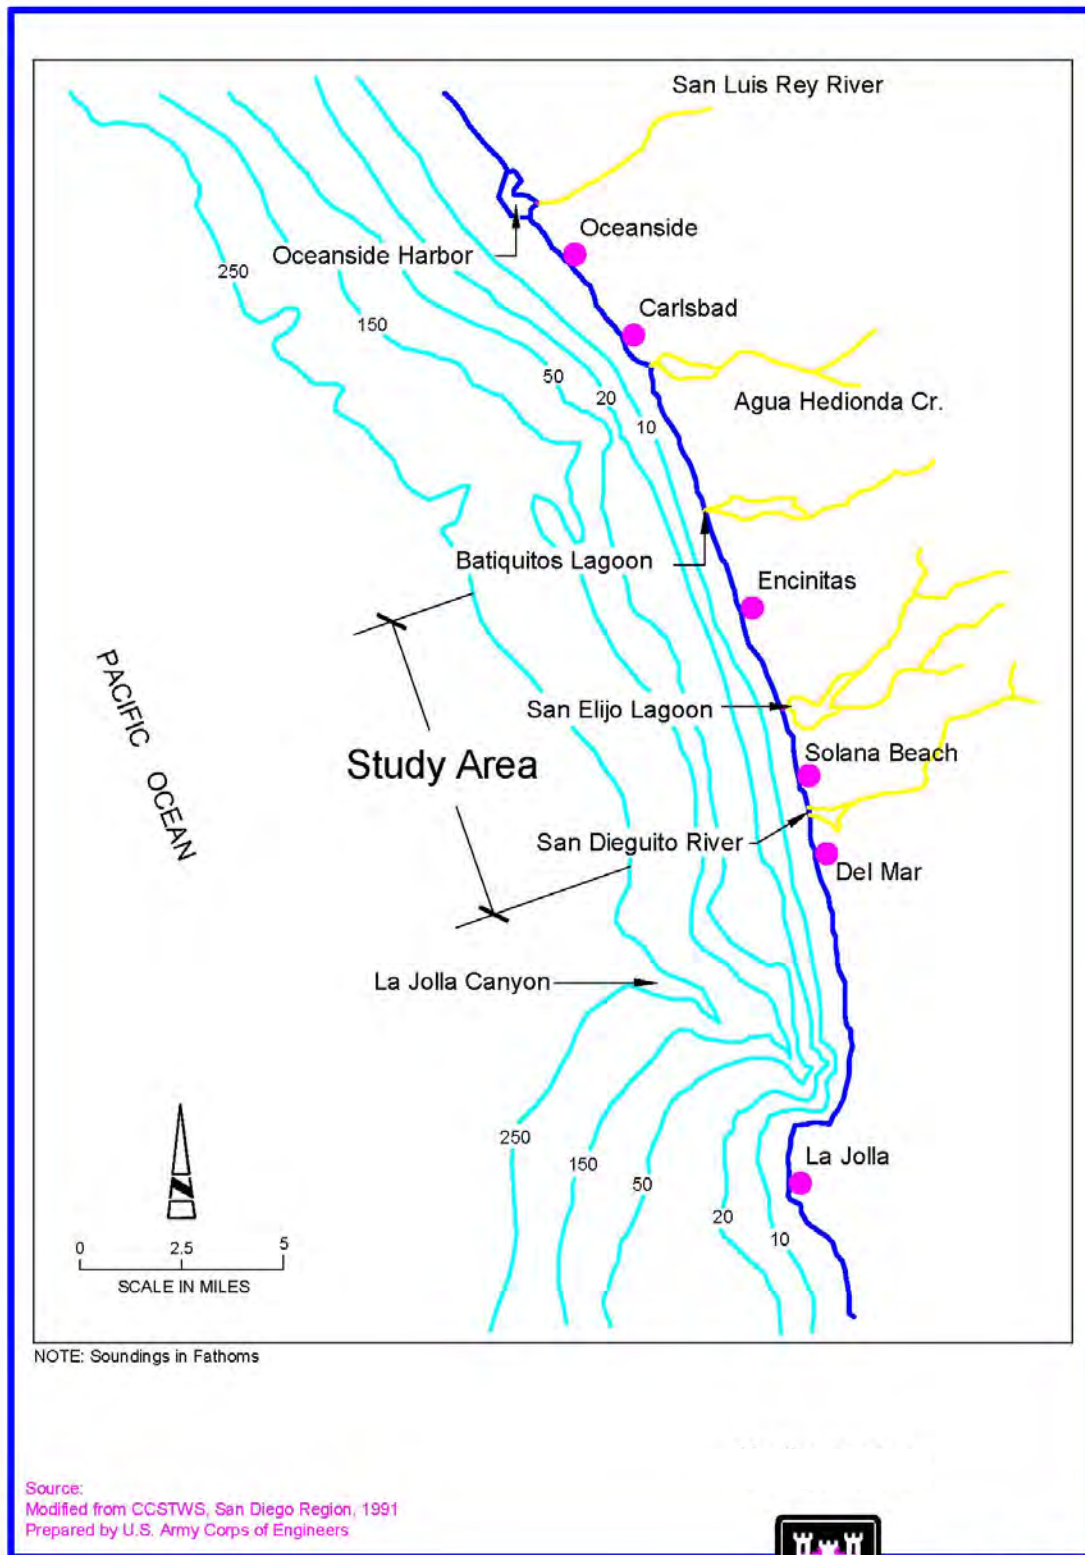 San Luis Rey River
Oceanside
Oceanside Harbor
250
Carlsbad
150
50
20
10
Agua Hedionda Cr.
Batiquitos Lagoon
Encinitas
PACIFIC OCEAN
San Elijo Lagoon
Study Area
Solana Beach
San Dieguito River
Del Mar
La Jolla Canyon
250
150
50
20
10
La Jolla
0 2.5 5
SCALE IN MILES
NOTE: Soundings in Fathoms
Source:
Modified from CCSTWS, San Diego Region, 1991
Prepared by U.S. Army Corps of Engineers